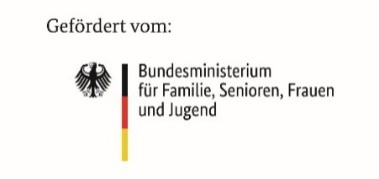 Gefördert vom:
Bundesministerium
für Familie, Senioren, Frauen
und Jugend